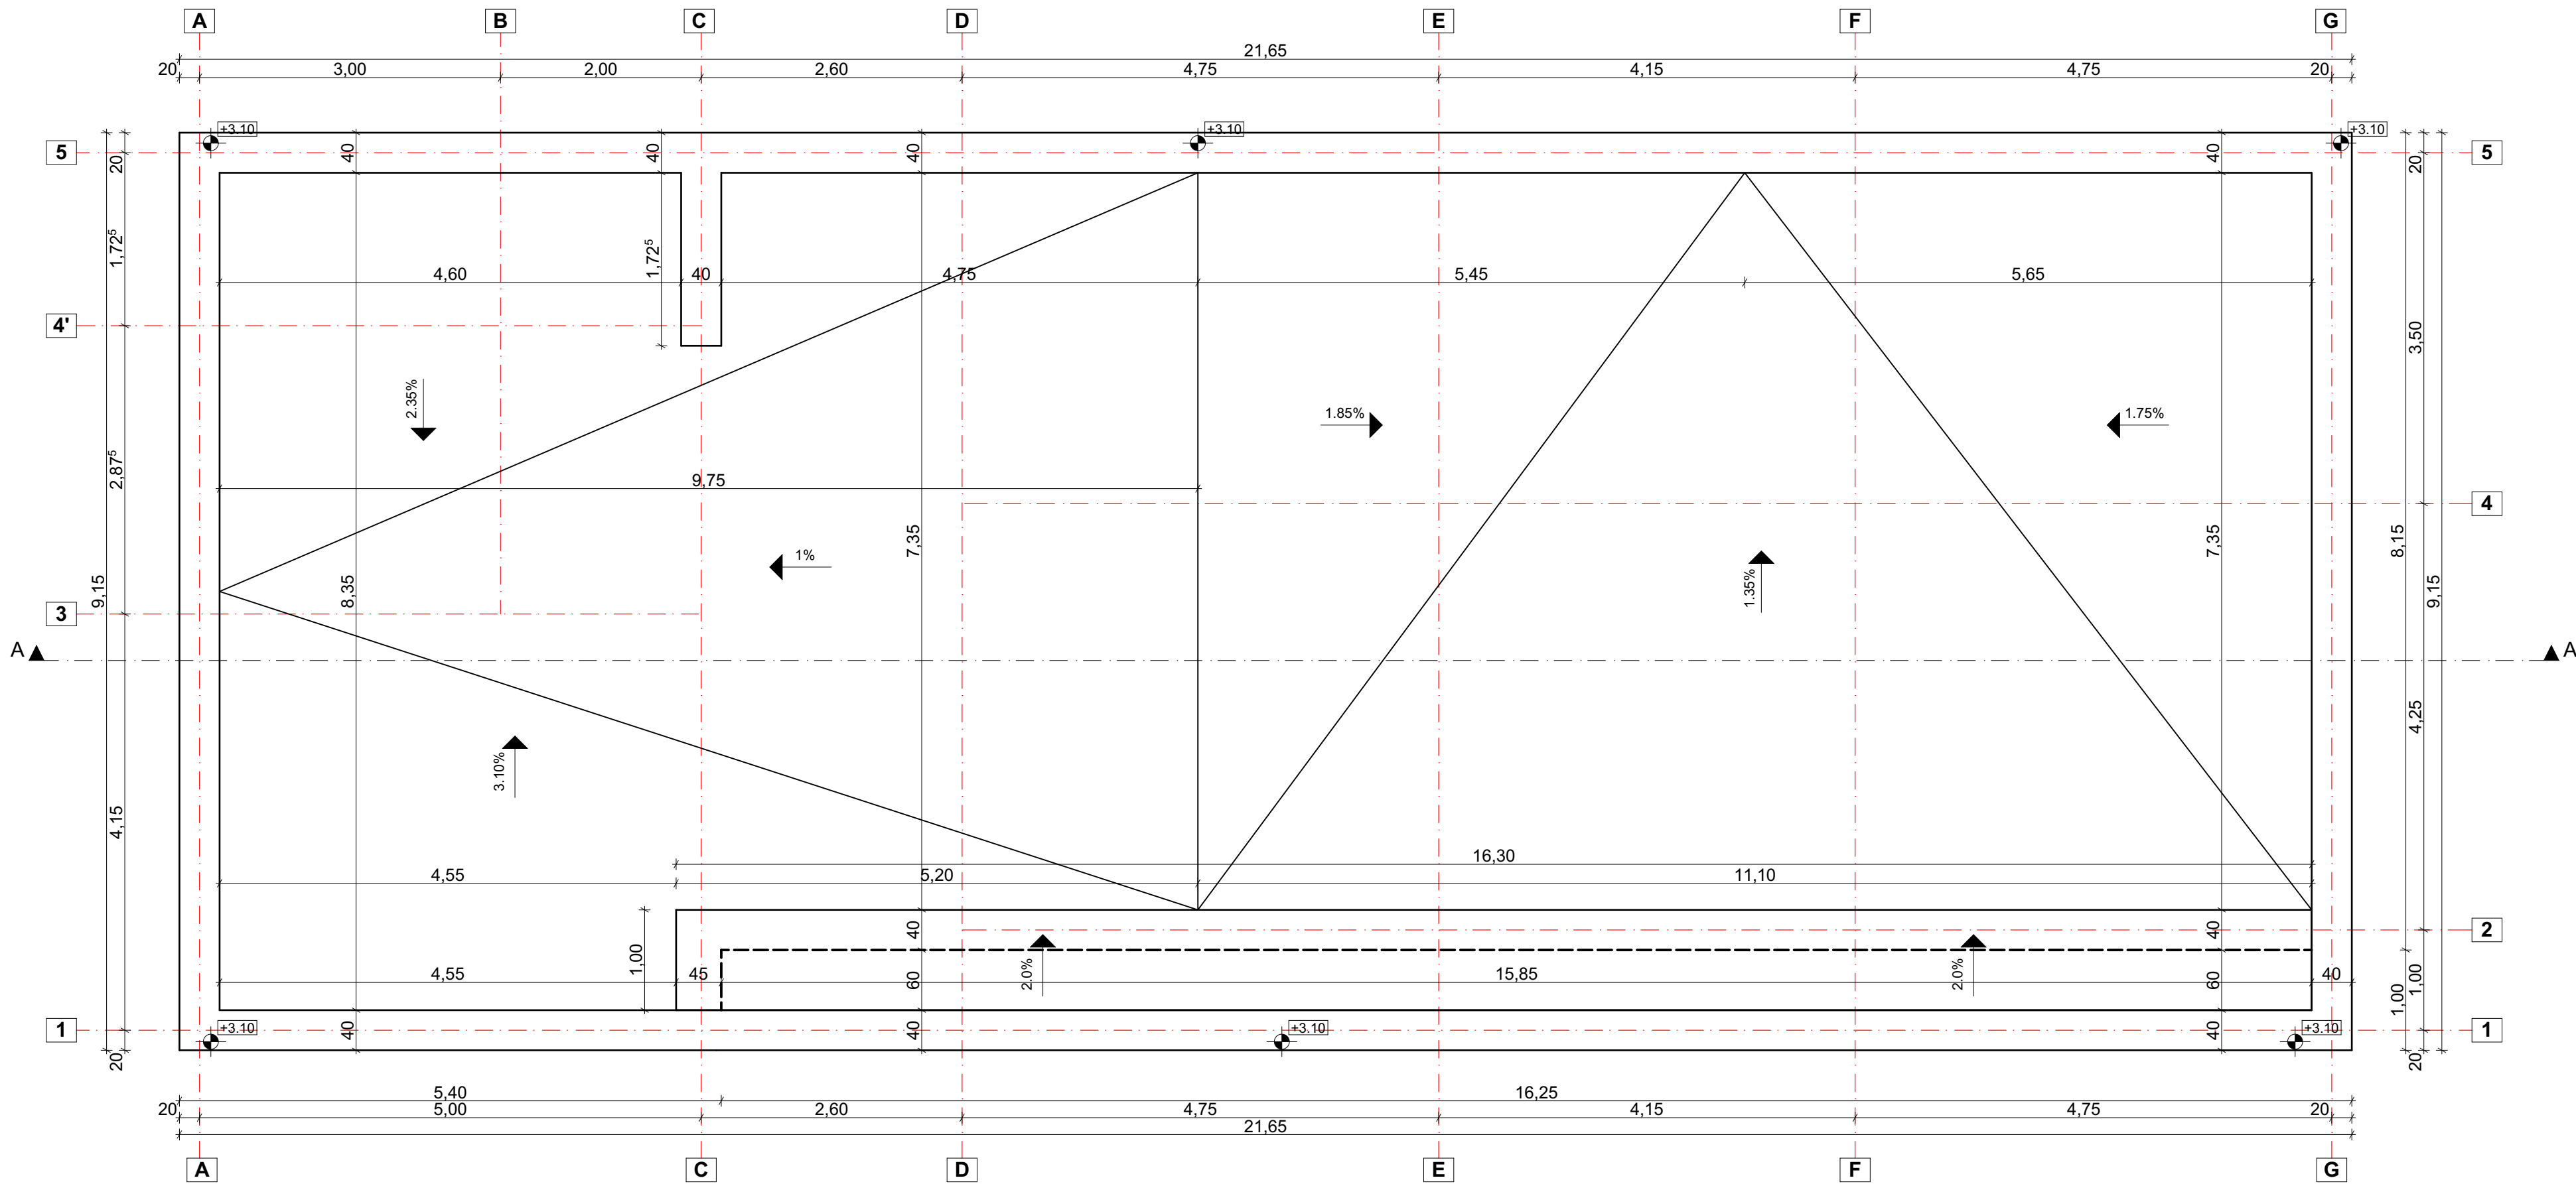 A B C D E F G
21,65
20 3,00 2,00 2,60 4,75 4,15 4,75 20
+3.10 +3.10 +3.10
5 20 40 40 40 40 20 5
1,72⁵ 1,72⁵
4,60 40 4,75 5,45 5,65
4' 3,50
2.35% 1.85% 1.75%
2,87⁵ 9,75
4
7,35 7,35 8,15
1%
9,15 8,35 1.35% 9,15
3
A A
4,25
3.10%
4,15
16,30
4,55 5,20 11,10
40 40 2
1,00
4,55 45 60 2.0% 15,85 2.0% 60 40
1,00 1,00
1 40 +3.10 40 +3.10 40 +3.10 1
20 20
5,40 16,25
20 5,00 2,60 4,75 4,15 4,75 20
21,65
A C D E F G